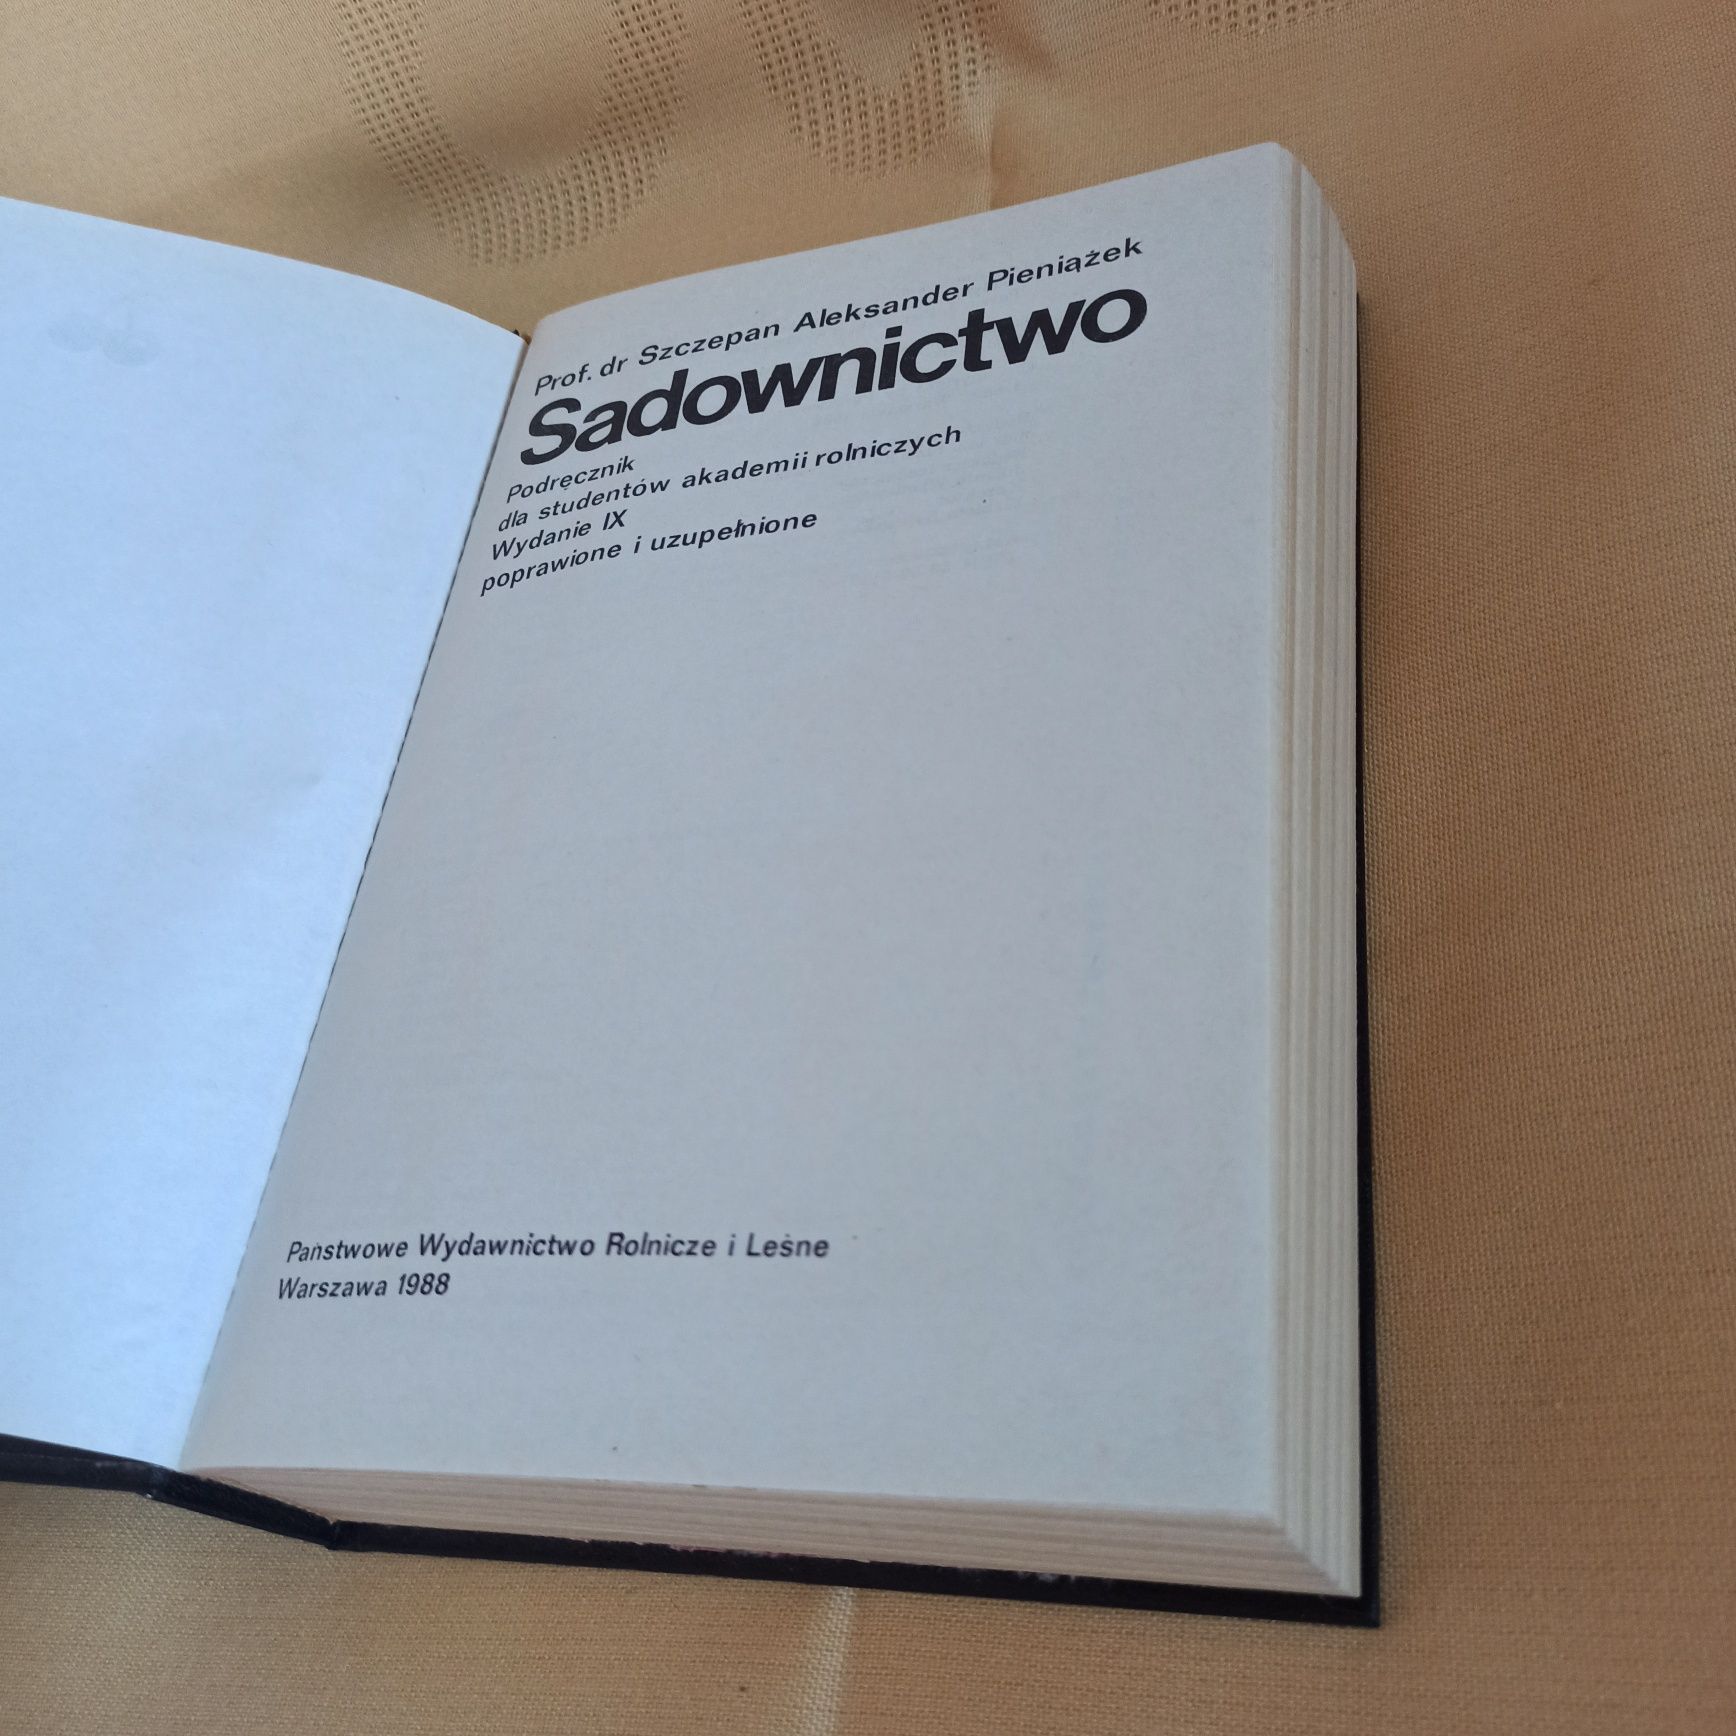 Prof. dr Szczepan Aleksander Pieniążek
Sadownictwo
Podręcznik
dla studentów akademii rolniczych
Wydanie IX
poprawione i uzupełnione
Państwowe Wydawnictwo Rolnicze i Leśne
Warszawa 1988